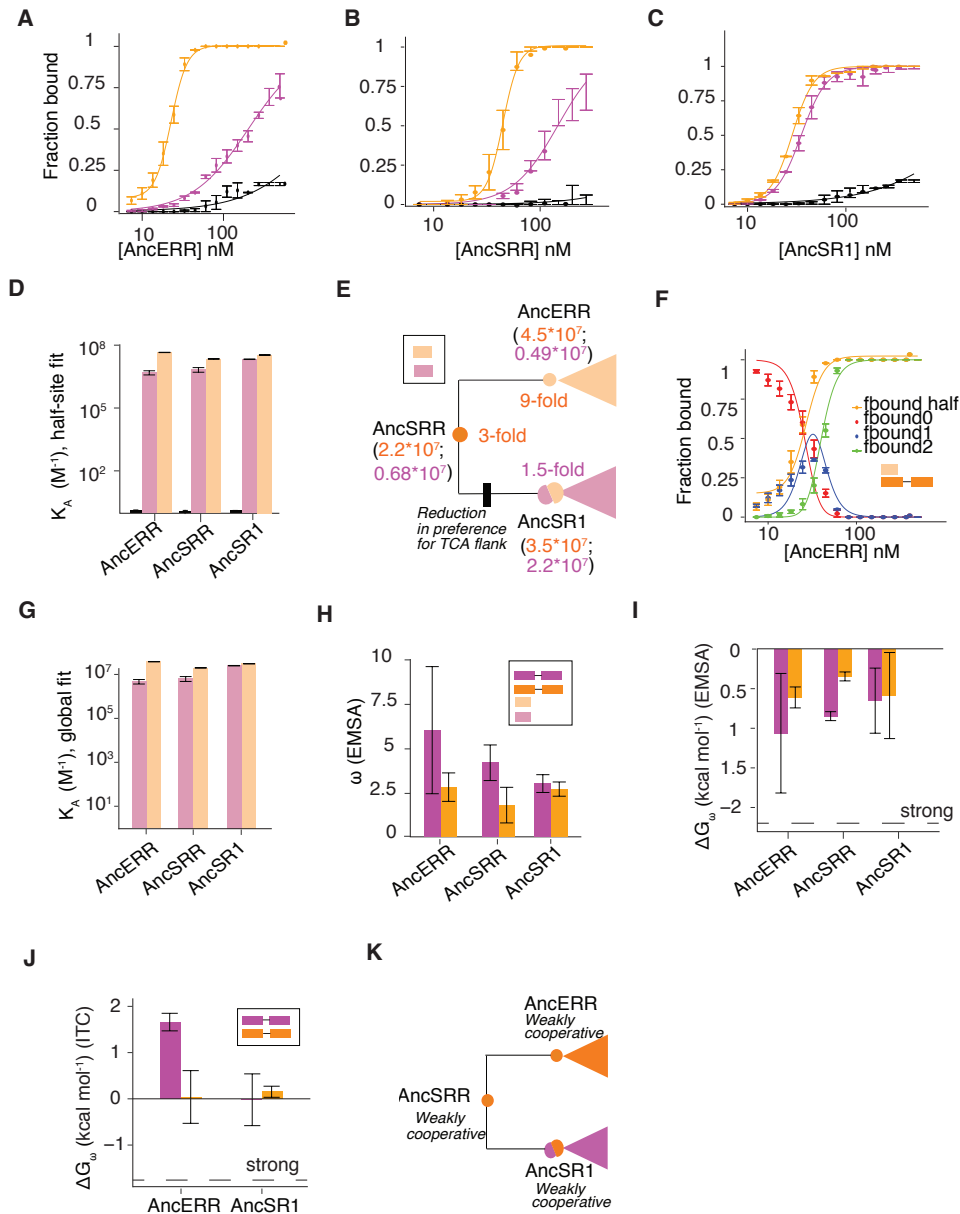 A
Fraction bound
1
0.75
0.5
0.25
0
10
100
[AncERR] nM
B
1
0.75
0.5
0.25
0
10
100
[AncSRR] nM
C
1
0.75
0.5
0.25
0
10
100
[AncSR1] nM
D
K_A (M⁻¹), half-site fit
10⁸
10⁵
10²
AncERR
AncSRR
AncSR1
E
AncERR
(4.5*10⁷;
0.49*10⁷)
9-fold
AncSRR
(2.2*10⁷;
0.68*10⁷)
3-fold
1.5-fold
Reduction
in preference
for TCA flank
AncSR1
(3.5*10⁷;
2.2*10⁷)
F
Fraction bound
1
0.75
0.5
0.25
0
fbound half
fbound0
fbound1
fbound2
10
100
[AncERR] nM
G
K_A (M⁻¹), global fit
10⁷
10⁵
10³
10¹
AncERR
AncSRR
AncSR1
H
ω (EMSA)
10
7.5
5
2.5
0
AncERR
AncSRR
AncSR1
I
ΔG_ω (kcal mol⁻¹) (EMSA)
0
0.5
1
1.5
−2
strong
AncERR
AncSRR
AncSR1
J
ΔG_ω (kcal mol⁻¹) (ITC)
2
1
0
−1
strong
AncERR
AncSR1
K
AncERR
Weakly
cooperative
AncSRR
Weakly
cooperative
AncSR1
Weakly
cooperative